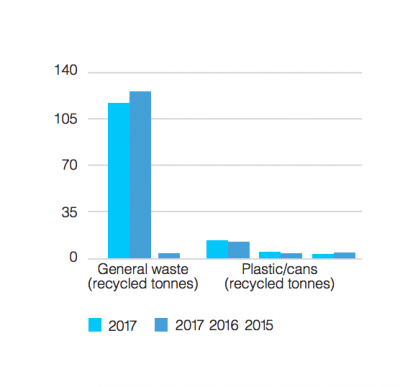 140
105
70
35
0
General waste
(recycled tonnes)
Plastic/cans
(recycled tonnes)
2017
2017 2016 2015